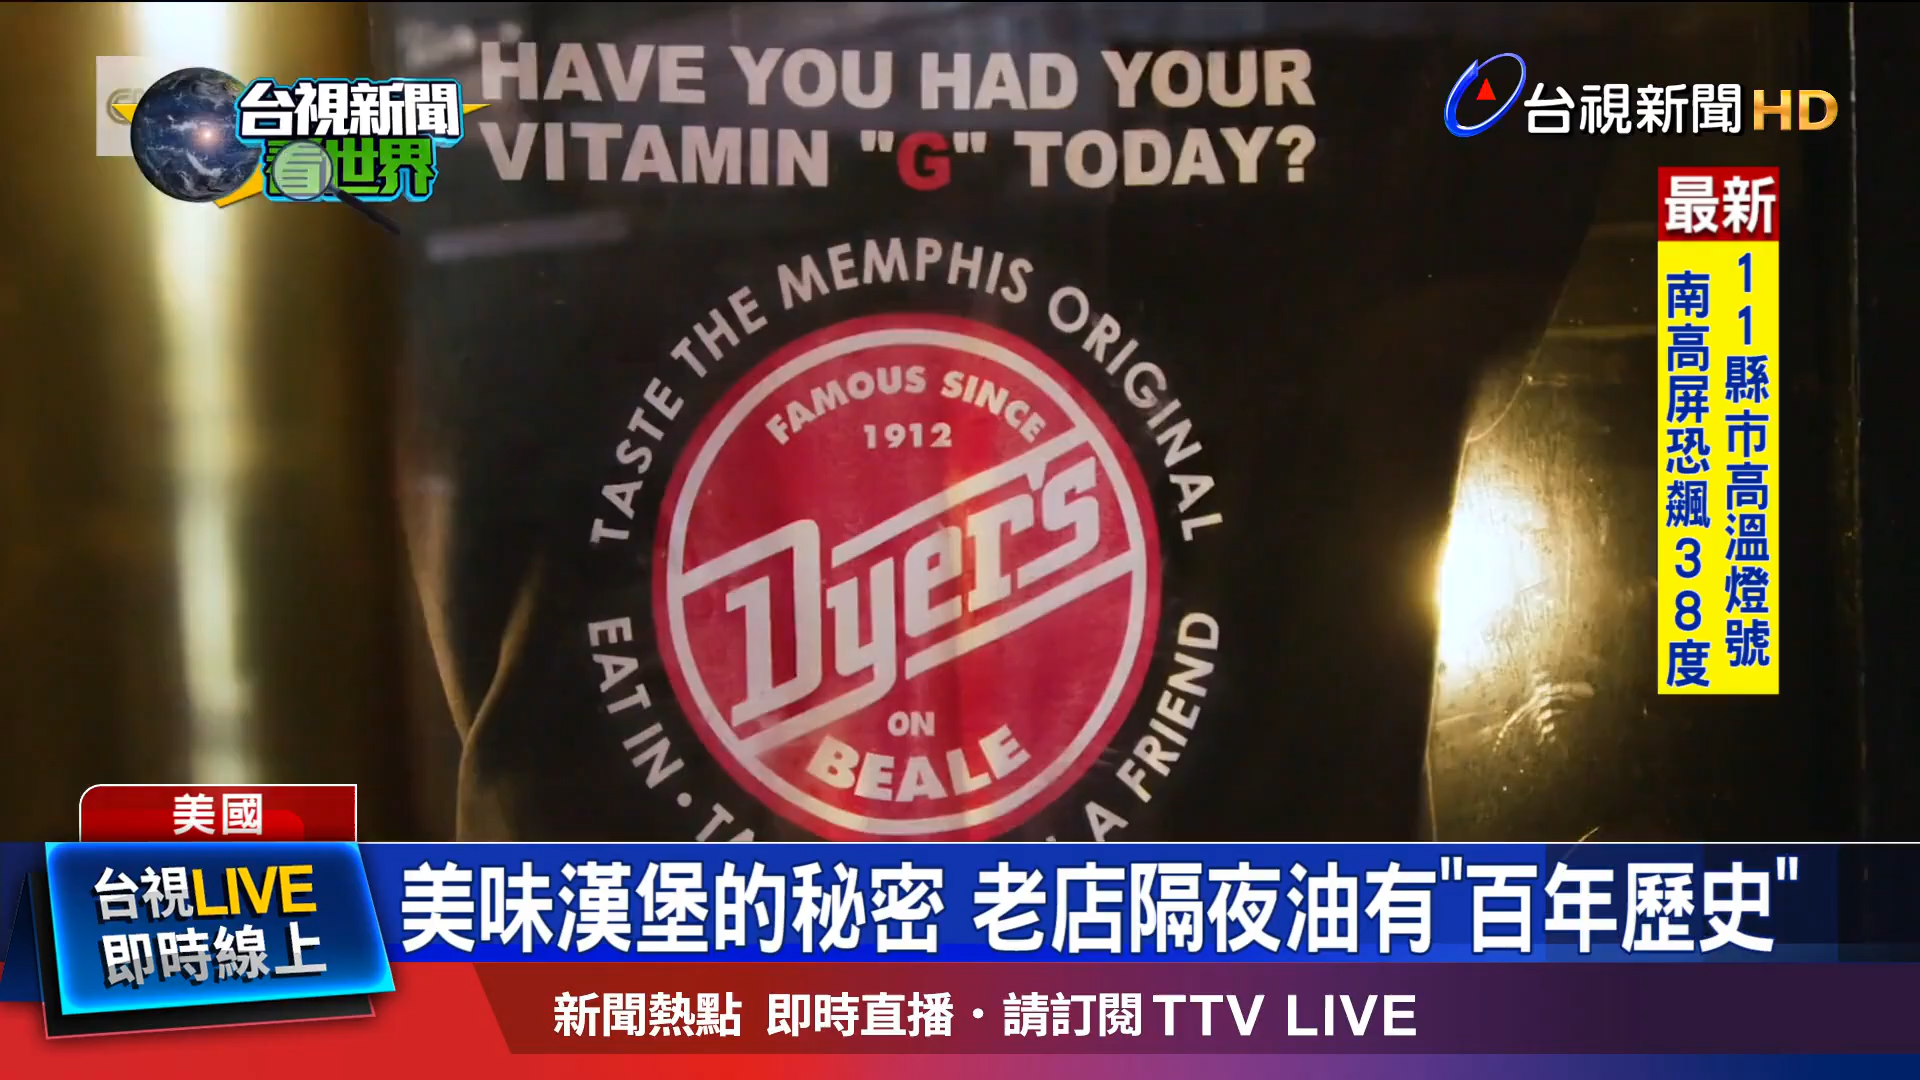 台視新聞
看世界
HAVE YOU HAD YOUR
VITAMIN "G" TODAY?
台視新聞HD
最新
11縣市高溫燈號
南高屏恐飆38度
TASTE THE MEMPHIS ORIGINAL
FAMOUS SINCE
1912
Dyer's
ON
BEALE
EAT IN •
A FRIEND
美國
台視LIVE
即時線上
美味漢堡的秘密 老店隔夜油有"百年歷史"
新聞熱點 即時直播・請訂閱TTV LIVE